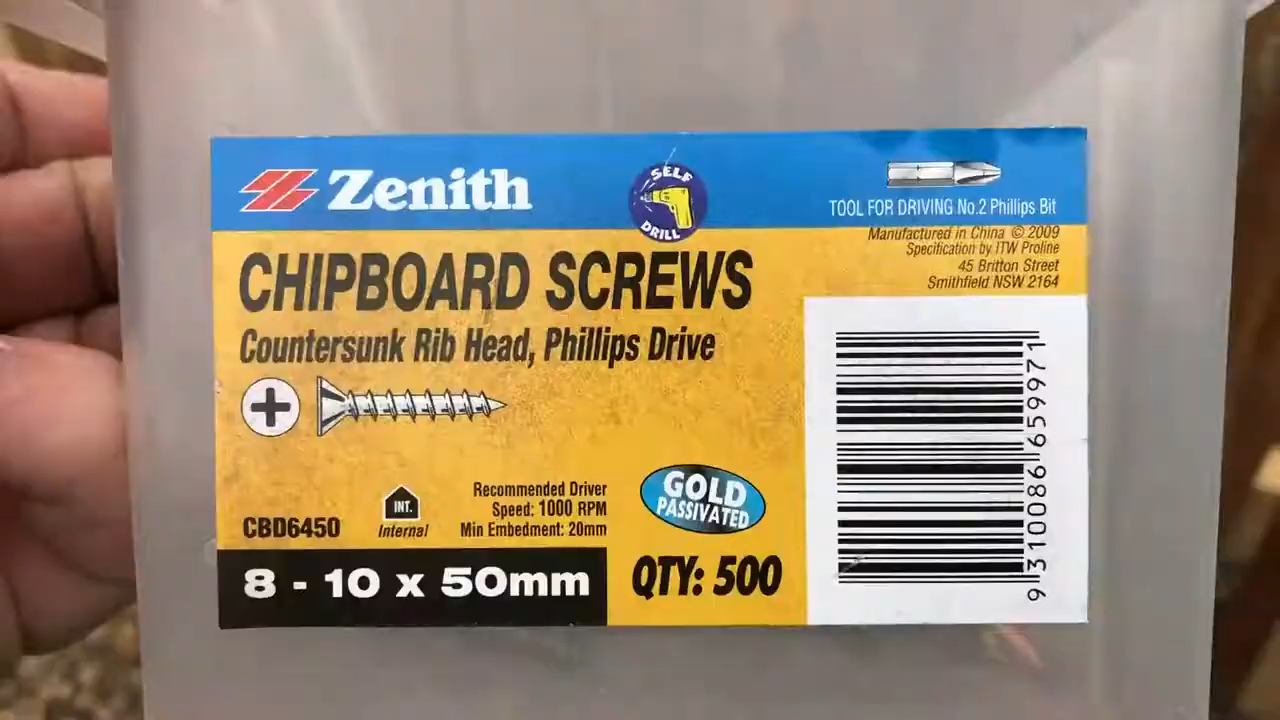 Zenith
SELF
DRILL
TOOL FOR DRIVING No.2 Phillips Bit
Manufactured in China © 2009
Specification by ITW Proline
45 Britton Street
Smithfield NSW 2164
CHIPBOARD SCREWS
Countersunk Rib Head, Phillips Drive
CBD6450
INT.
Internal
Recommended Driver
Speed: 1000 RPM
Min Embedment: 20mm
GOLD
PASSIVATED
8 - 10 x 50mm
QTY: 500
9 310086 659971